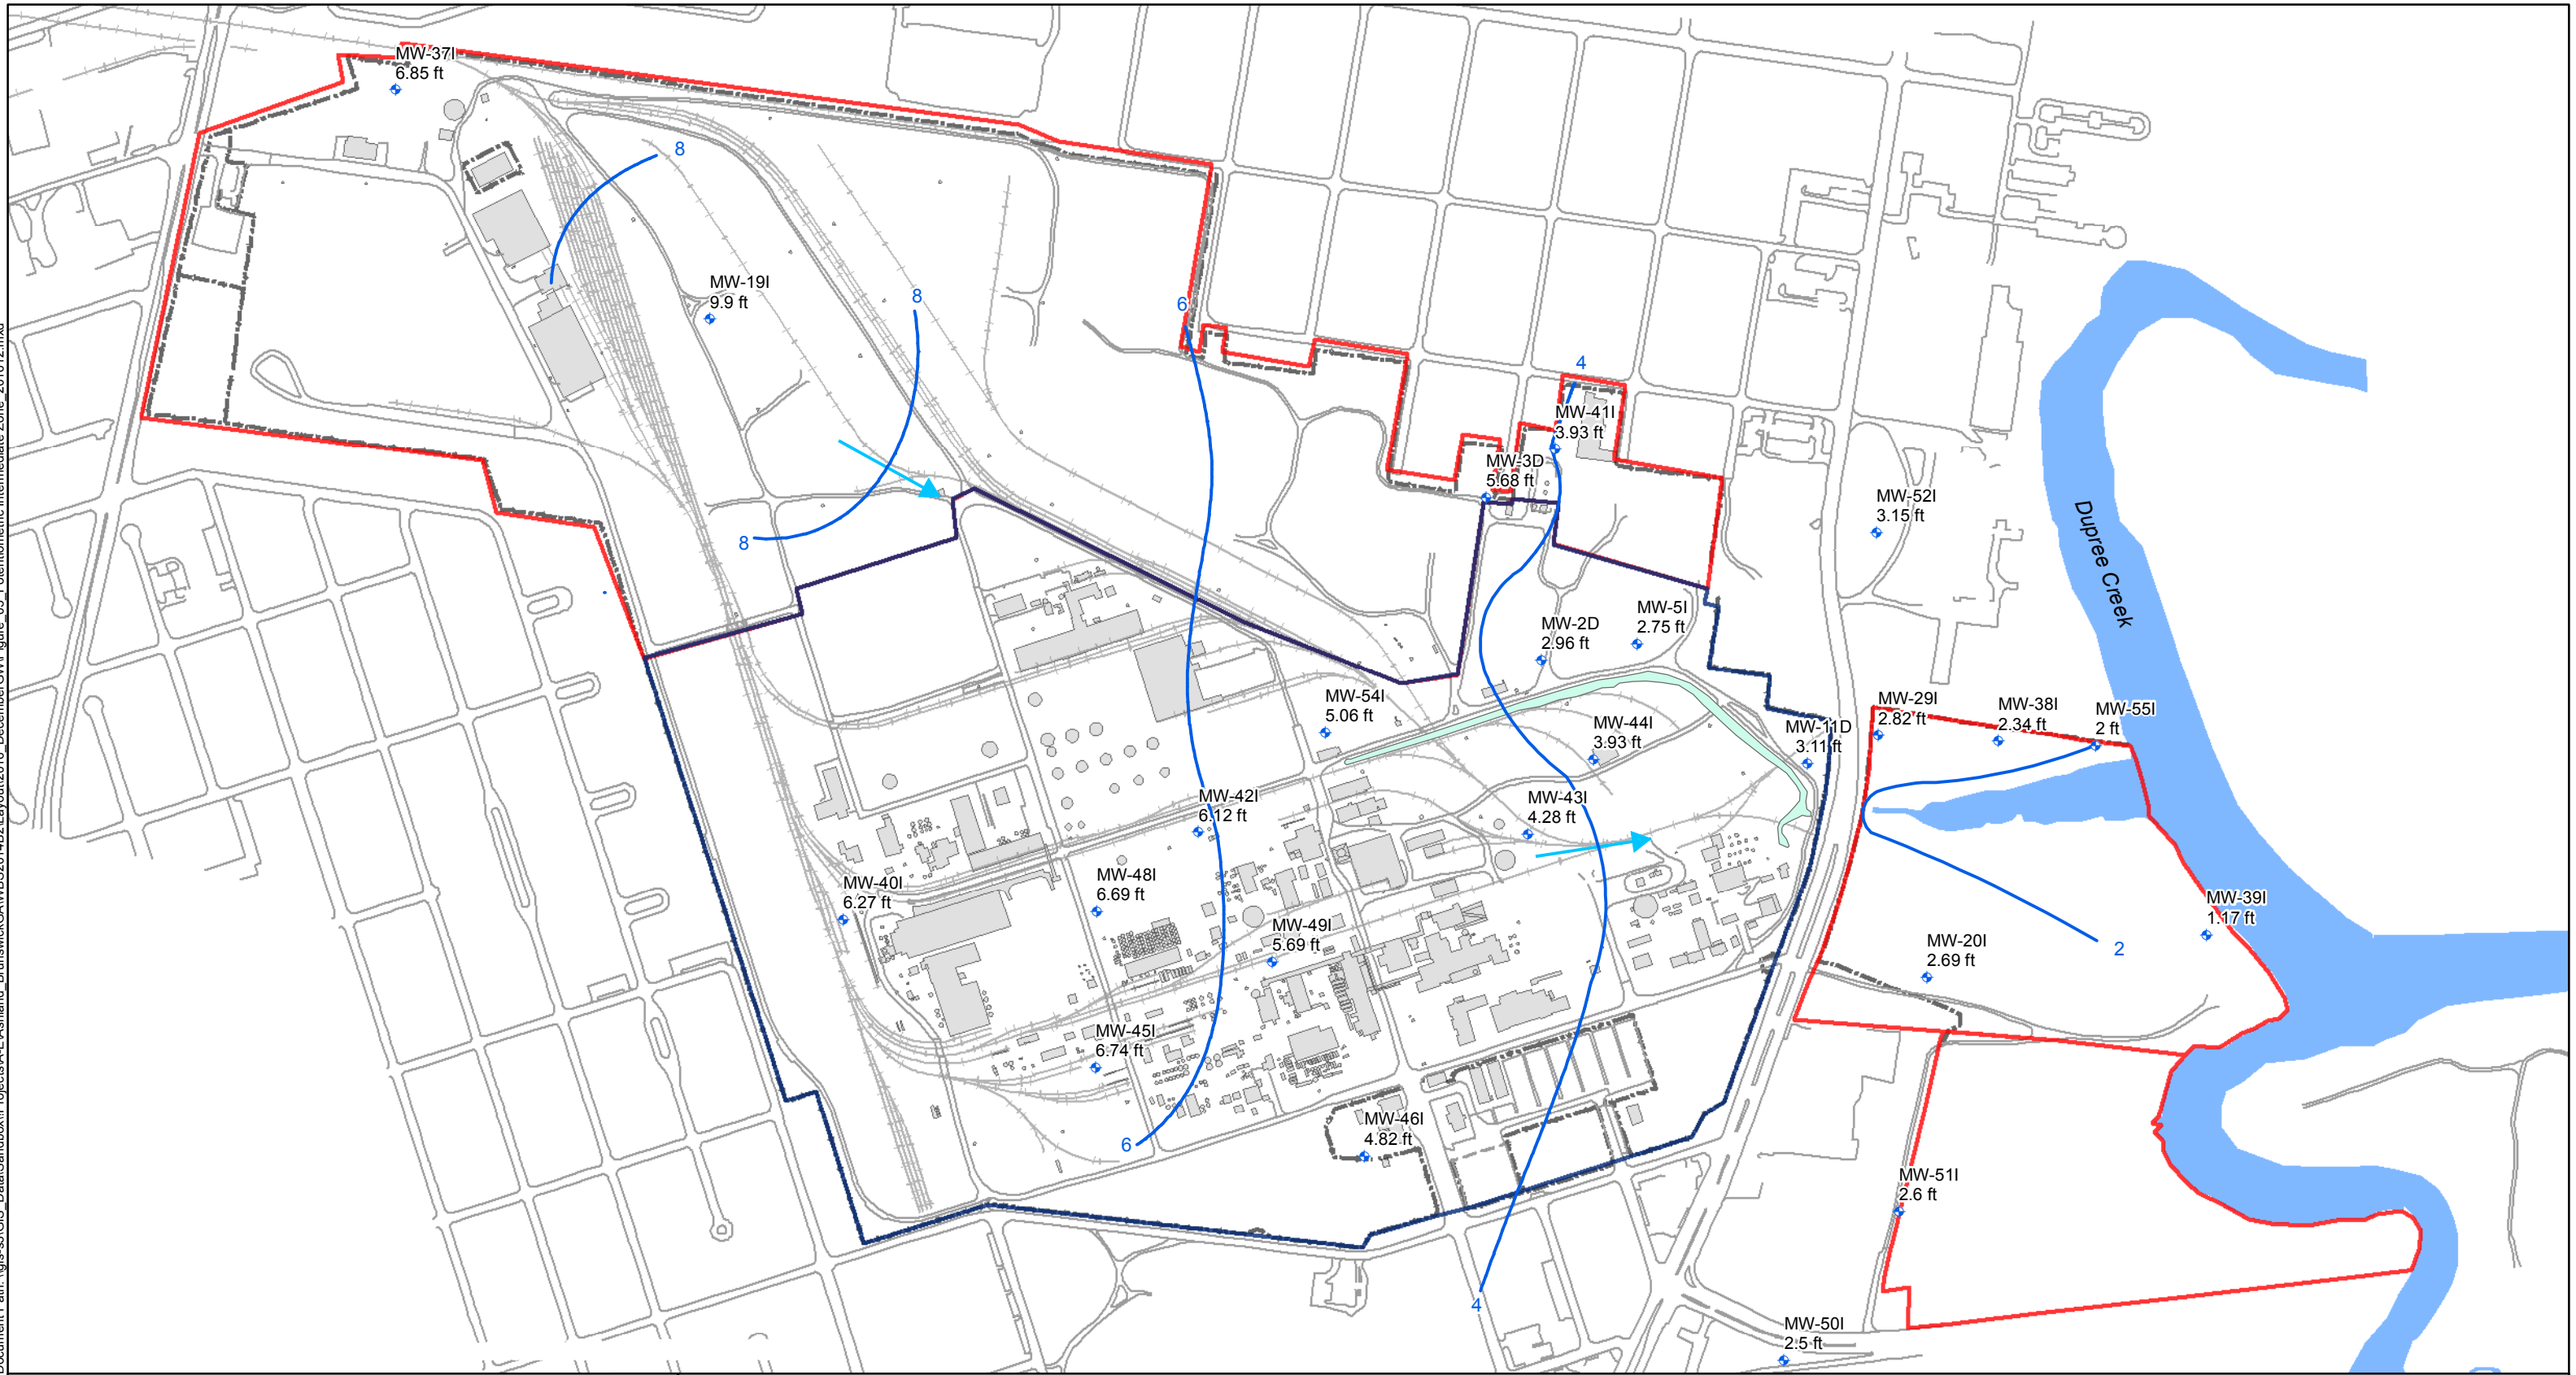 MW-37I
6.85 ft
8
MW-19I
9.9 ft
8
6
8
4
MW-41I
3.93 ft
MW-3D
5.68 ft
MW-52I
3.15 ft
Dupree Creek
MW-5I
2.75 ft
MW-2D
2.96 ft
MW-54I
5.06 ft
MW-44I
3.93 ft
MW-11D
3.11 ft
MW-29I
2.82 ft
MW-38I
2.34 ft
MW-55I
2 ft
MW-42I
6.12 ft
MW-43I
4.28 ft
MW-40I
6.27 ft
MW-48I
6.69 ft
MW-49I
5.69 ft
MW-39I
1.17 ft
MW-20I
2.69 ft
2
MW-45I
6.74 ft
6
MW-46I
4.82 ft
MW-51I
2.6 ft
4
MW-50I
2.5 ft